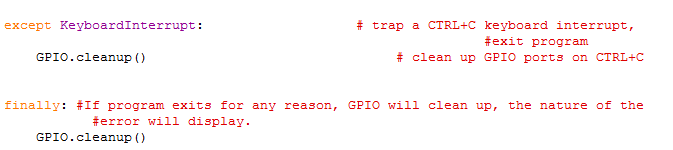 except KeyboardInterrupt: # trap a CTRL+C keyboard interrupt,
#exit program
GPIO.cleanup() # clean up GPIO ports on CTRL+C
finally: #If program exits for any reason, GPIO will clean up, the nature of the
#error will display.
GPIO.cleanup()